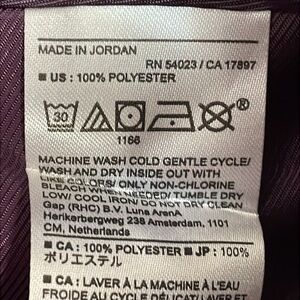 MADE IN JORDAN
RN 54023 / CA 17897
■ US : 100% POLYESTER
30
®
1166
MACHINE WASH COLD GENTLE CYCLE/
WASH AND DRY INSIDE OUT WITH
LIKE COLORS/ ONLY NON-CHLORINE
BLEACH WHEN NEEDED/ TUMBLE DRY
LOW/ COOL IRON/ DO NOT DRY CLEAN
Gap (RHC) B.V. Luna ArenA
Herikerbergweg 238 Amsterdam, 1101
CM, Netherlands
■ CA : 100% POLYESTER ■ JP : 100%
ポリエステル
■ CA : LAVER À LA MACHINE À L'EAU
FROIDE AU CYCLE DÉLICAT/LAVER ET